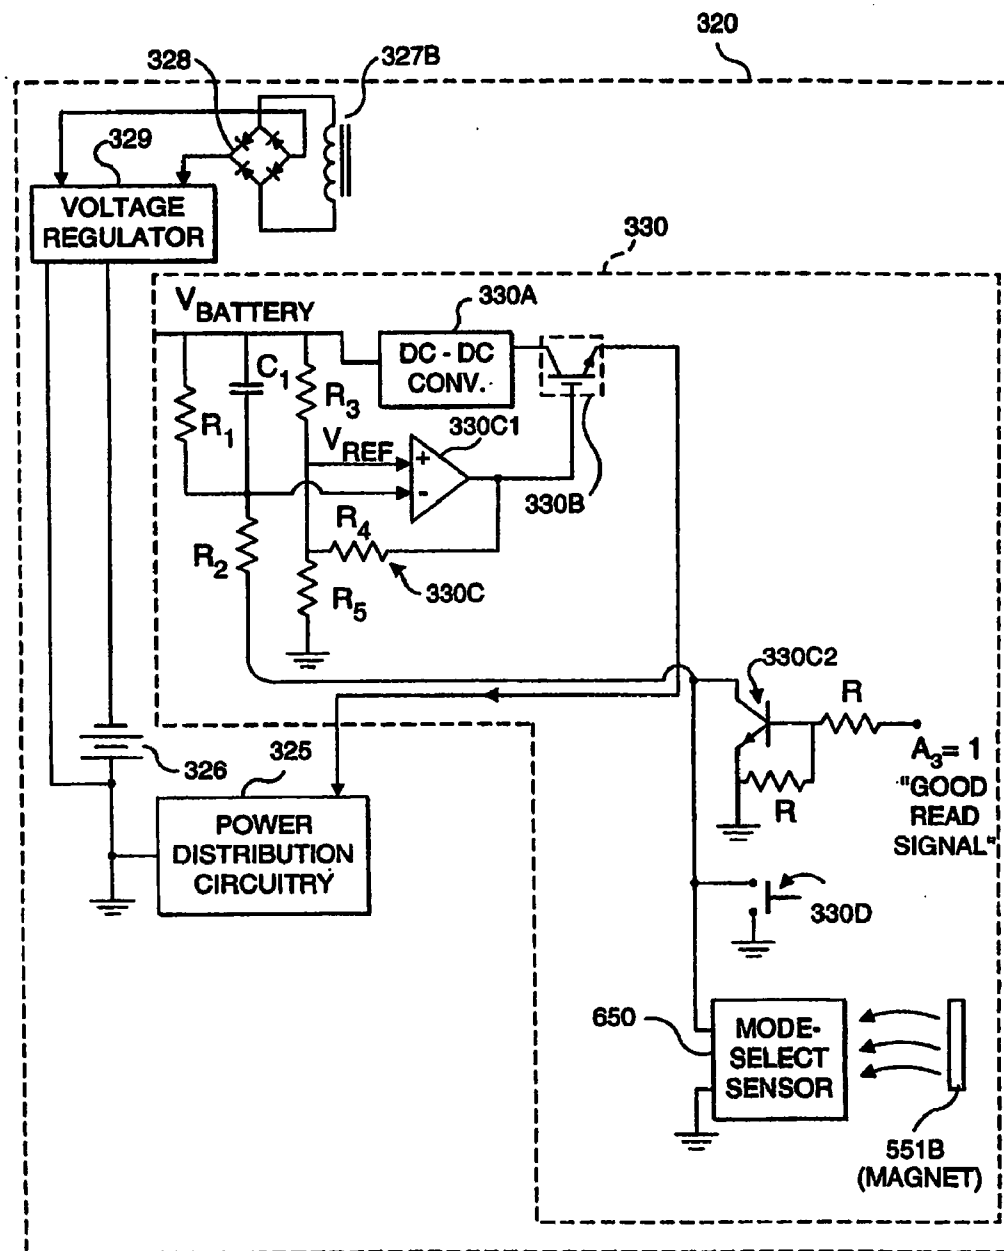 320
328
327B
329
VOLTAGE
REGULATOR
330
V BATTERY
330A
DC - DC
CONV.
C1
R3
R1
330C1
VREF
+
-
330B
R4
R2
330C
R5
330C2
R
A3= 1
"GOOD
READ
SIGNAL"
R
326
325
POWER
DISTRIBUTION
CIRCUITRY
330D
650
MODE-
SELECT
SENSOR
551B
(MAGNET)